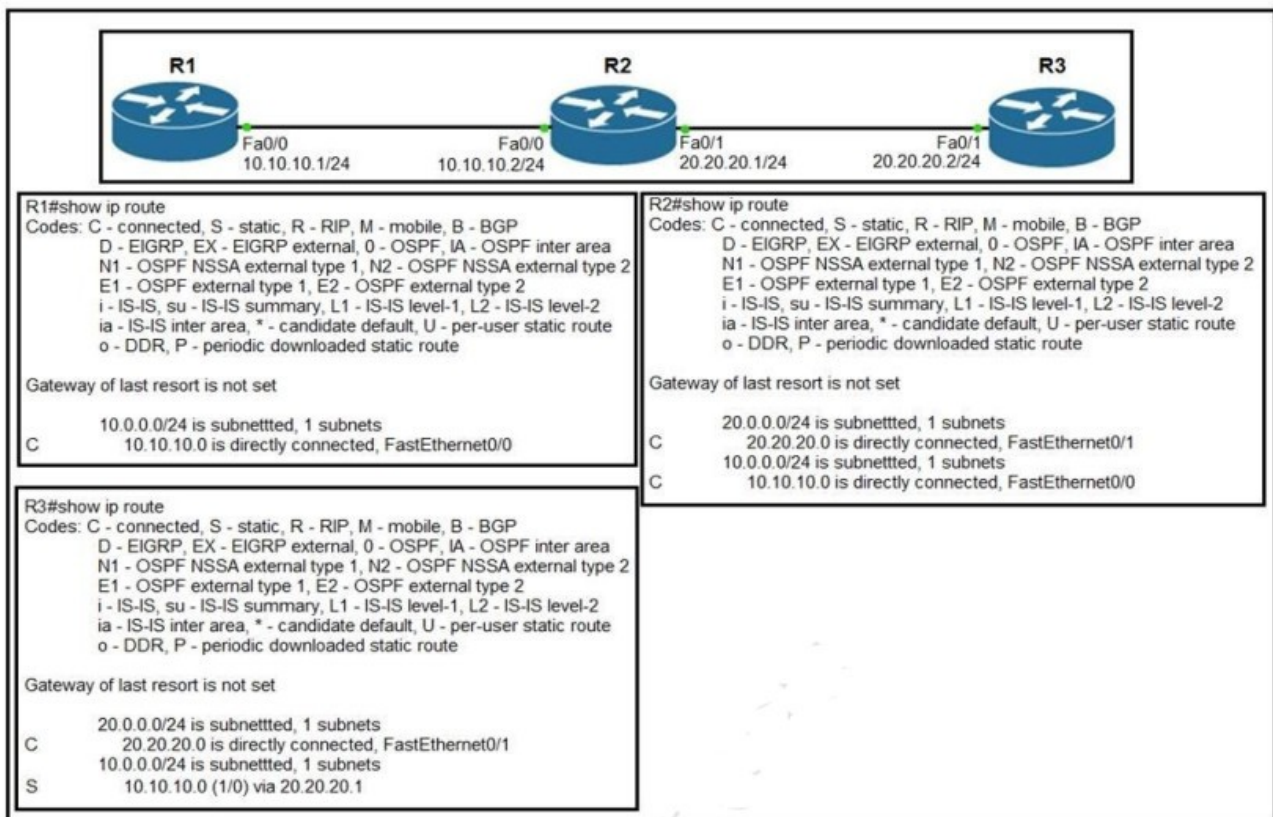 R1
R2
R3
Fa0/0
10.10.10.1/24
Fa0/0
10.10.10.2/24
Fa0/1
20.20.20.1/24
Fa0/1
20.20.20.2/24
R1#show ip route
Codes: C - connected, S - static, R - RIP, M - mobile, B - BGP
D - EIGRP, EX - EIGRP external, 0 - OSPF, IA - OSPF inter area
N1 - OSPF NSSA external type 1, N2 - OSPF NSSA external type 2
E1 - OSPF external type 1, E2 - OSPF external type 2
i - IS-IS, su - IS-IS summary, L1 - IS-IS level-1, L2 - IS-IS level-2
ia - IS-IS inter area, * - candidate default, U - per-user static route
o - DDR, P - periodic downloaded static route
Gateway of last resort is not set
10.0.0.0/24 is subnettted, 1 subnets
C 10.10.10.0 is directly connected, FastEthernet0/0
R2#show ip route
Codes: C - connected, S - static, R - RIP, M - mobile, B - BGP
D - EIGRP, EX - EIGRP external, 0 - OSPF, IA - OSPF inter area
N1 - OSPF NSSA external type 1, N2 - OSPF NSSA external type 2
E1 - OSPF external type 1, E2 - OSPF external type 2
i - IS-IS, su - IS-IS summary, L1 - IS-IS level-1, L2 - IS-IS level-2
ia - IS-IS inter area, * - candidate default, U - per-user static route
o - DDR, P - periodic downloaded static route
Gateway of last resort is not set
20.0.0.0/24 is subnettted, 1 subnets
C 20.20.20.0 is directly connected, FastEthernet0/1
10.0.0.0/24 is subnettted, 1 subnets
C 10.10.10.0 is directly connected, FastEthernet0/0
R3#show ip route
Codes: C - connected, S - static, R - RIP, M - mobile, B - BGP
D - EIGRP, EX - EIGRP external, 0 - OSPF, IA - OSPF inter area
N1 - OSPF NSSA external type 1, N2 - OSPF NSSA external type 2
E1 - OSPF external type 1, E2 - OSPF external type 2
i - IS-IS, su - IS-IS summary, L1 - IS-IS level-1, L2 - IS-IS level-2
ia - IS-IS inter area, * - candidate default, U - per-user static route
o - DDR, P - periodic downloaded static route
Gateway of last resort is not set
20.0.0.0/24 is subnettted, 1 subnets
C 20.20.20.0 is directly connected, FastEthernet0/1
10.0.0.0/24 is subnettted, 1 subnets
S 10.10.10.0 (1/0) via 20.20.20.1